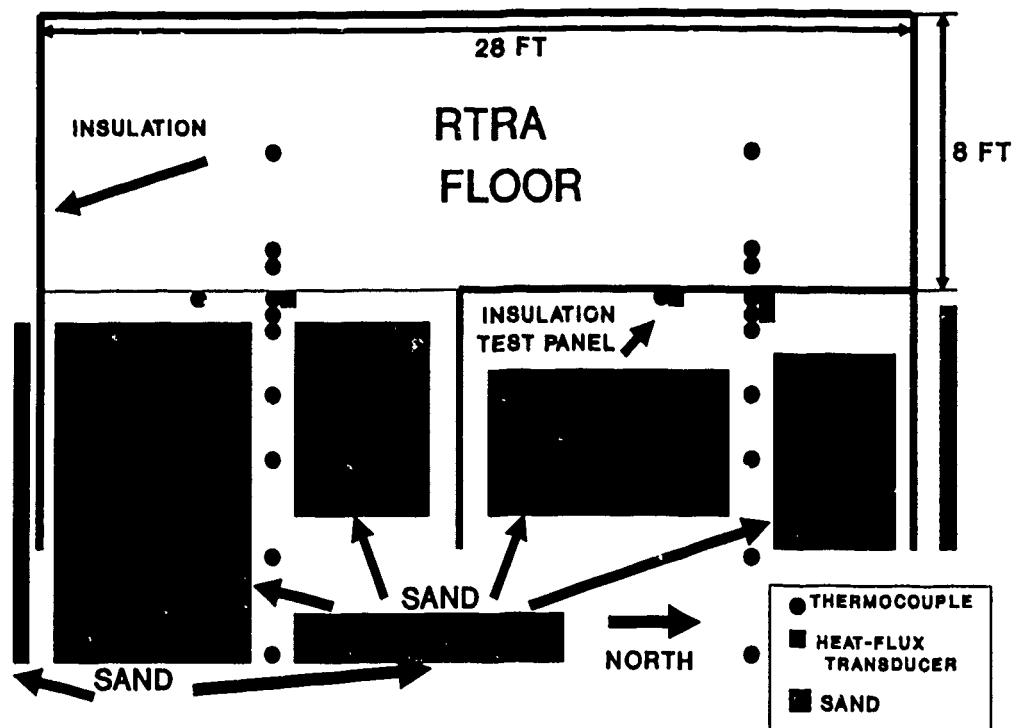 28 FT
INSULATION
RTRA
FLOOR
8 FT
INSULATION
TEST PANEL
SAND
SAND
NORTH
THERMOCOUPLE
HEAT-FLUX
TRANSDUCER
SAND